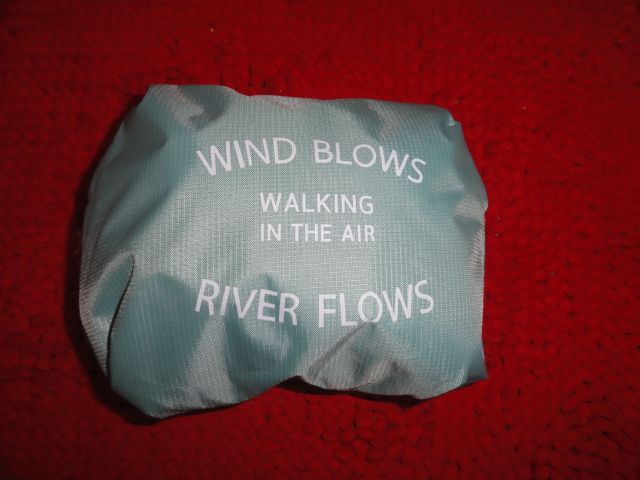 WIND BLOWS
WALKING
IN THE AIR
RIVER FLOWS